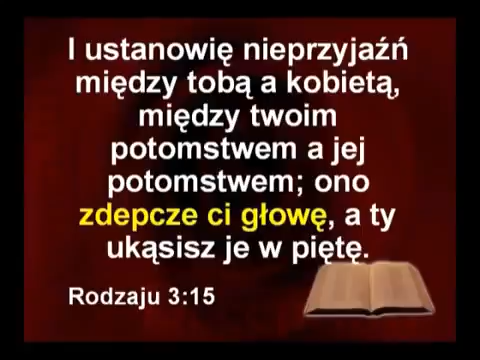 I ustanowię nieprzyjaźń
między tobą a kobietą,
między twoim
potomstwem a jej
potomstwem; ono
zdepcze ci głowę, a ty
ukąsisz je w piętę.
Rodzaju 3:15